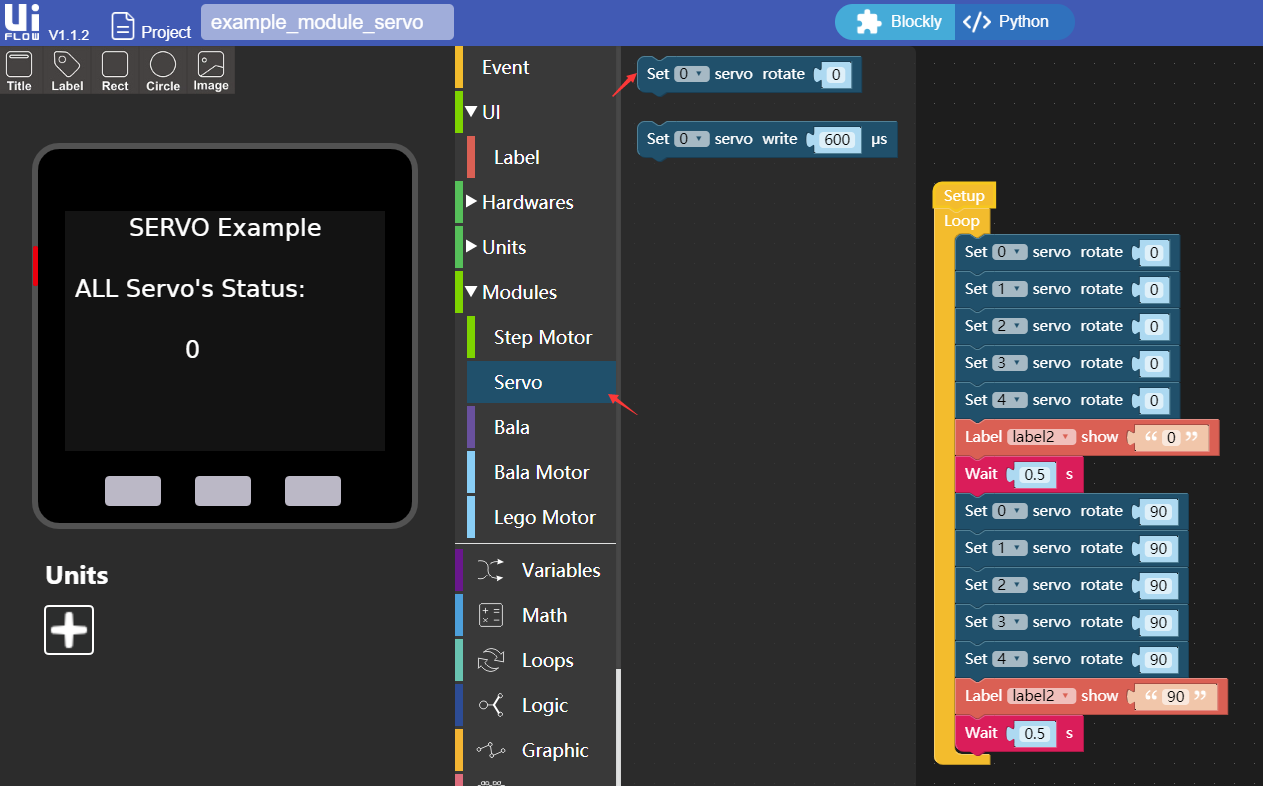 UiFLOW V1.1.2
Project
example_module_servo
Blockly
Python
Title
Label
Rect
Circle
Image
SERVO Example
ALL Servo's Status:
0
Units
Event
UI
Label
Hardwares
Units
Modules
Step Motor
Servo
Bala
Bala Motor
Lego Motor
Variables
Math
Loops
Logic
Graphic
Set 0 servo rotate 0
Set 0 servo write 600 µs
Setup
Loop
Set 0 servo rotate 0
Set 1 servo rotate 0
Set 2 servo rotate 0
Set 3 servo rotate 0
Set 4 servo rotate 0
Label label2 show “ 0 ”
Wait 0.5 s
Set 0 servo rotate 90
Set 1 servo rotate 90
Set 2 servo rotate 90
Set 3 servo rotate 90
Set 4 servo rotate 90
Label label2 show “ 90 ”
Wait 0.5 s